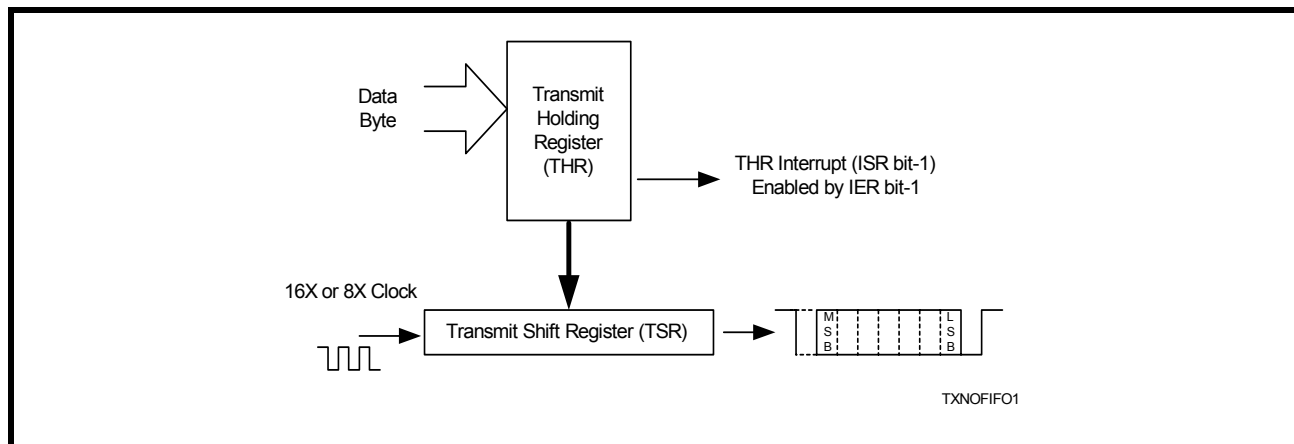 Data
Byte
Transmit
Holding
Register
(THR)
THR Interrupt (ISR bit-1)
Enabled by IER bit-1
16X or 8X Clock
Transmit Shift Register (TSR)
M
S
B
L
S
B
TXNOFIFO1